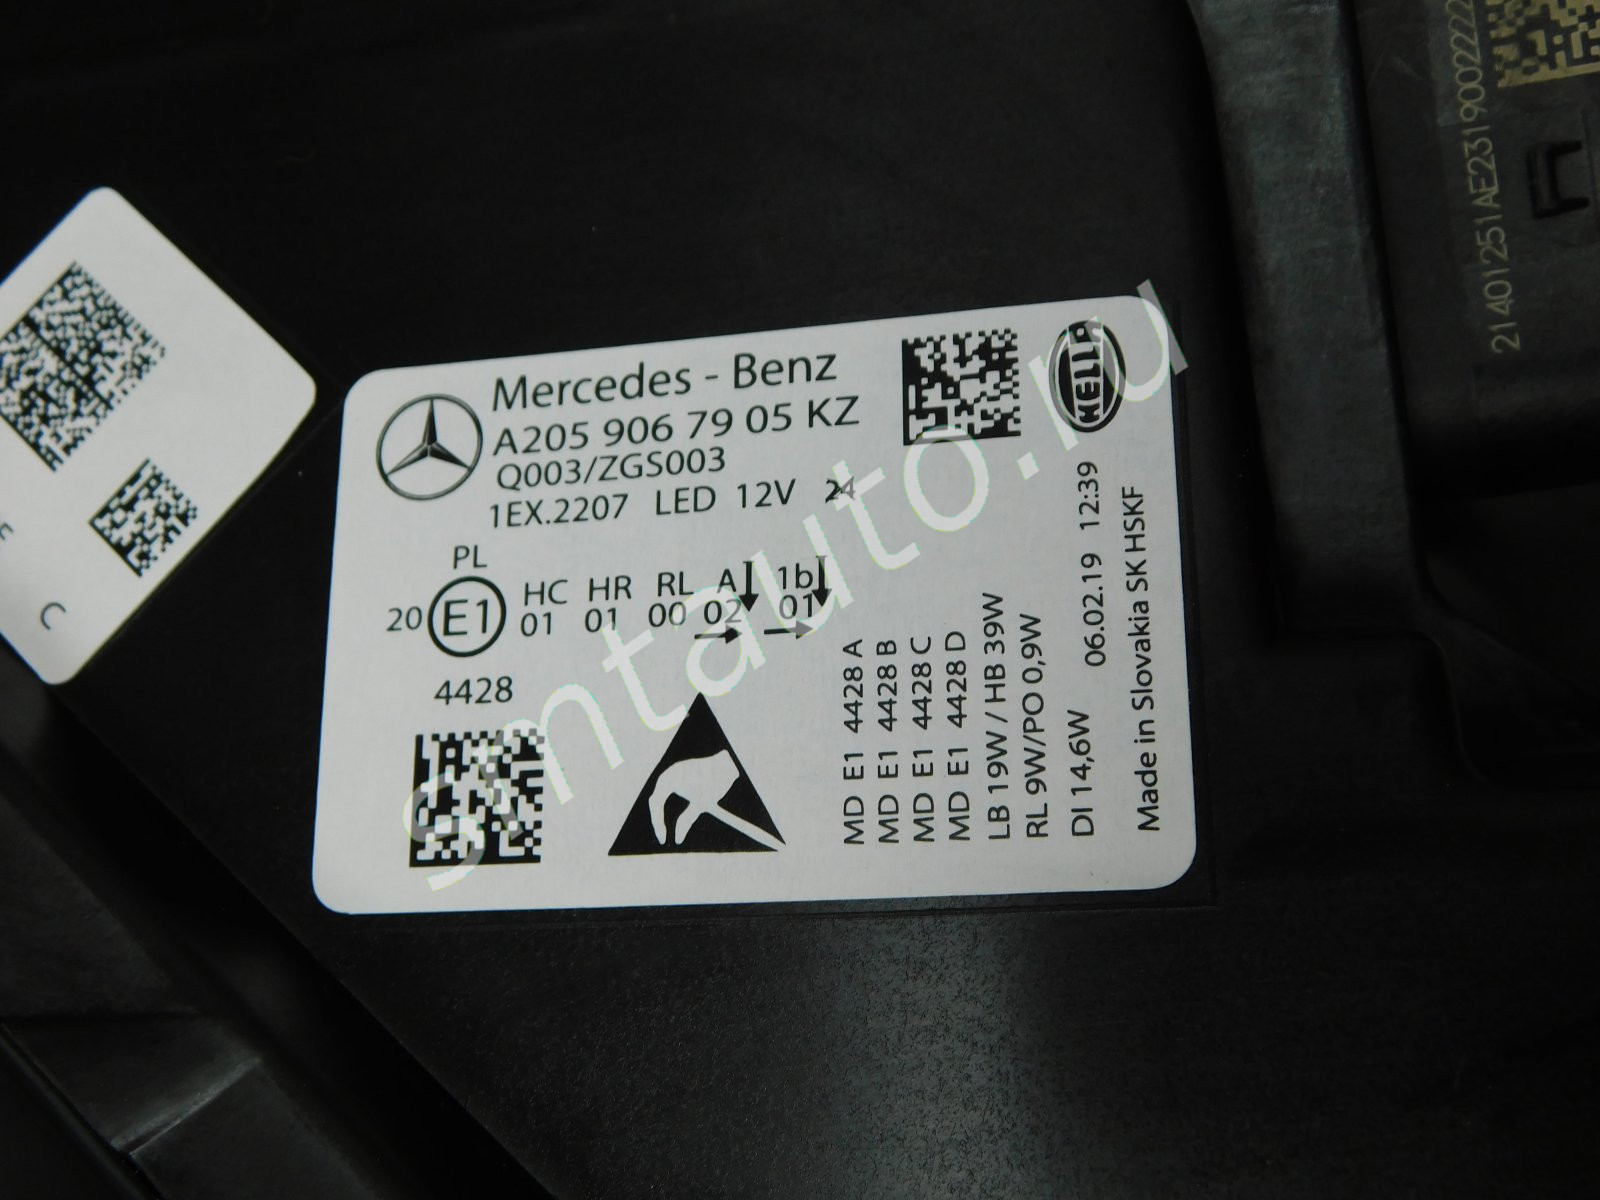 Mercedes - Benz
A205 906 79 05 KZ
Q003/ZGS003
1EX.2207 LED 12V 24
HELLA
PL
20 E1 HC HR RL A 1b
01 01 00 02 01
4428
MD E1 4428 A
MD E1 4428 B
MD E1 4428 C
MD E1 4428 D
LB 19W / HB 39W
RL 9W/PO 0,9W
DI 14,6W
06.02.19 12:39
Made in Slovakia SK HSKF
C
smtauto.ru